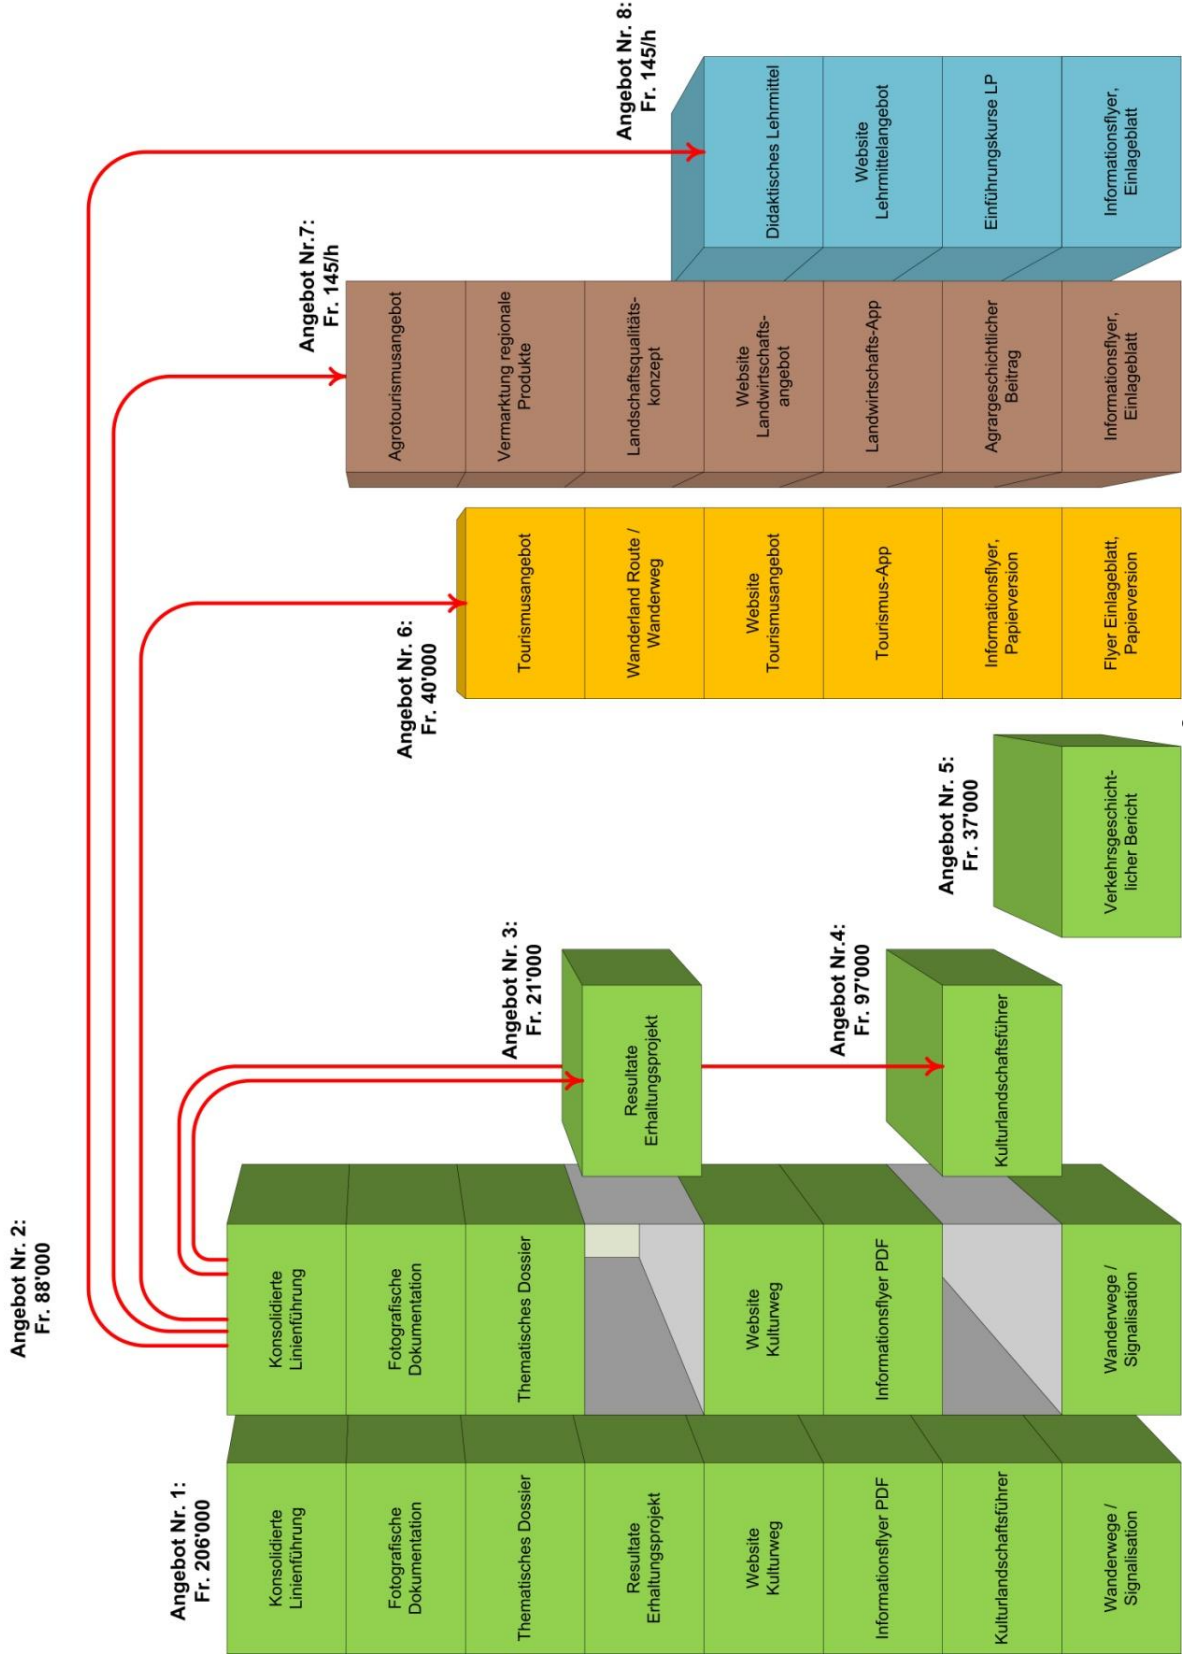 Angebot Nr. 1:
Fr. 206'000
Konsolidierte
Linienführung
Fotografische
Dokumentation
Thematisches Dossier
Resultate
Erhaltungsprojekt
Website
Kulturweg
Informationsflyer PDF
Kulturlandschaftsführer
Wanderwege /
Signalisation
Angebot Nr. 2:
Fr. 88'000
Konsolidierte
Linienführung
Fotografische
Dokumentation
Thematisches Dossier
Website
Kulturweg
Informationsflyer PDF
Wanderwege /
Signalisation
Angebot Nr. 3:
Fr. 21'000
Resultate
Erhaltungsprojekt
Angebot Nr.4:
Fr. 97'000
Kulturlandschaftsführer
Angebot Nr. 5:
Fr. 37'000
Verkehrsgeschicht-
licher Bericht
Angebot Nr. 6:
Fr. 40'000
Tourismusangebot
Wanderland Route /
Wanderweg
Website
Tourismusangebot
Tourismus-App
Informationsflyer,
Papierversion
Flyer Einlageblatt,
Papierversion
Angebot Nr.7:
Fr. 145/h
Agrotourismusangebot
Vermarktung regionale
Produkte
Landschaftsqualitäts-
konzept
Website
Landwirtschafts-
angebot
Landwirtschafts-App
Agrargeschichtlicher
Beitrag
Informationsflyer,
Einlageblatt
Angebot Nr. 8:
Fr. 145/h
Didaktisches Lehrmittel
Website
Lehrmittelangebot
Einführungskurse LP
Informationsflyer,
Einlageblatt